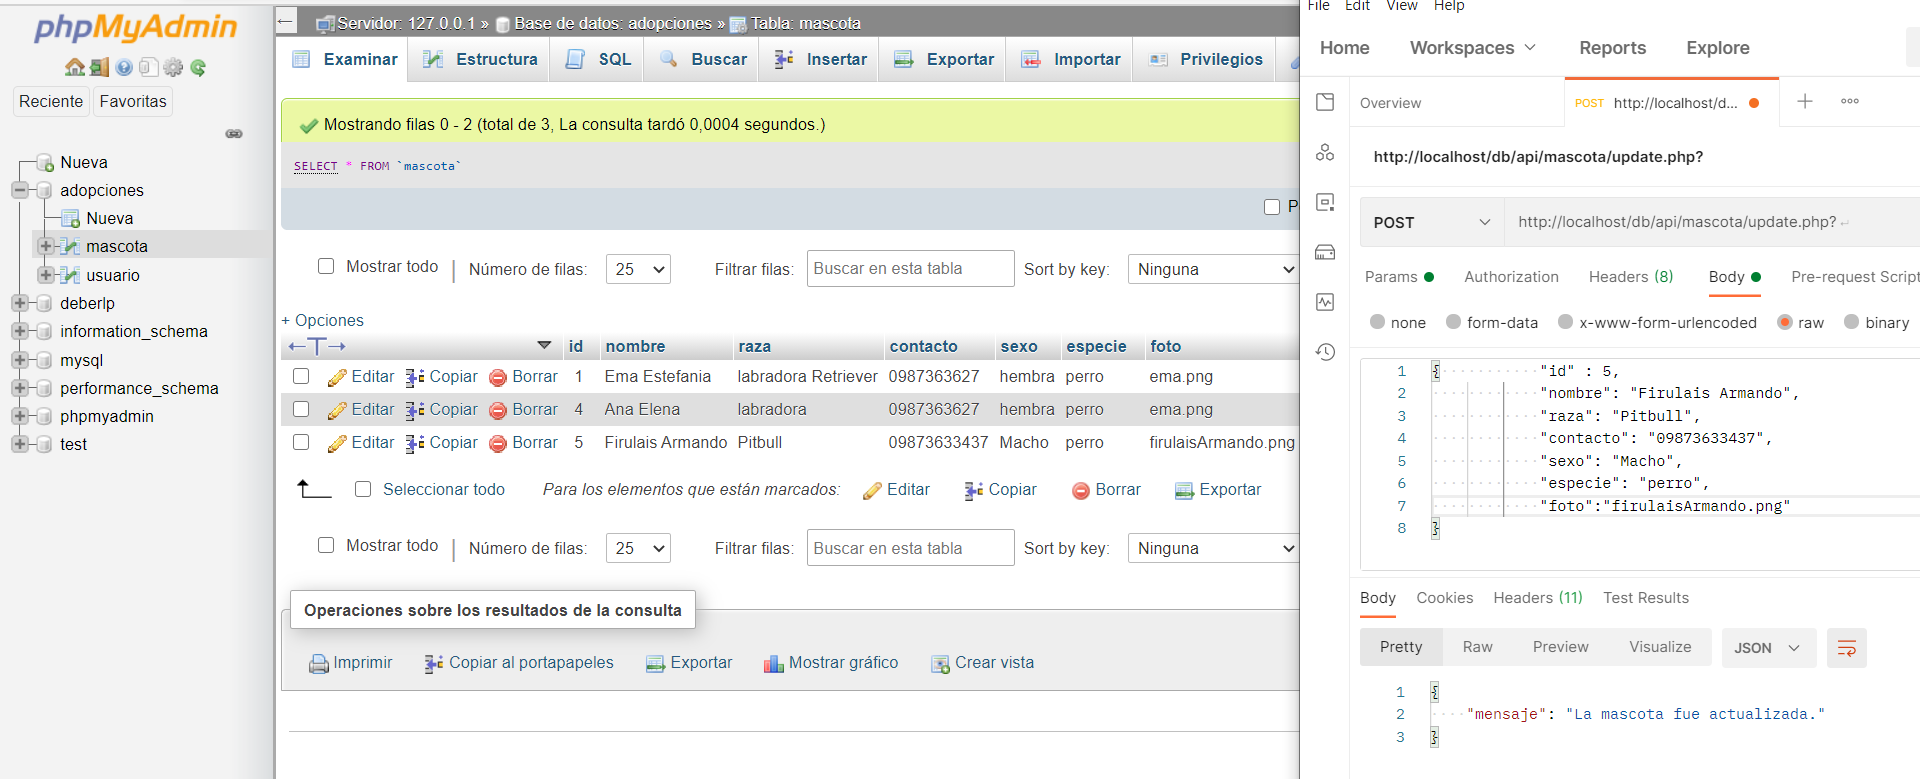 phpMyAdmin
Reciente Favoritas
Nueva
adopciones
Nueva
mascota
usuario
deberlp
information_schema
mysql
performance_schema
phpmyadmin
test
Servidor: 127.0.0.1 » Base de datos: adopciones » Tabla: mascota
Examinar Estructura SQL Buscar Insertar Exportar Importar Privilegios
Mostrando filas 0 - 2 (total de 3, La consulta tardó 0,0004 segundos.)
SELECT * FROM `mascota`
P
Mostrar todo | Número de filas: 25 Filtrar filas: Buscar en esta tabla Sort by key: Ninguna
+ Opciones
←T→ id nombre raza contacto sexo especie foto
Editar Copiar Borrar 1 Ema Estefania labradora Retriever 0987363627 hembra perro ema.png
Editar Copiar Borrar 4 Ana Elena labradora 0987363627 hembra perro ema.png
Editar Copiar Borrar 5 Firulais Armando Pitbull 09873633437 Macho perro firulaisArmando.png
Seleccionar todo Para los elementos que están marcados: Editar Copiar Borrar Exportar
Mostrar todo | Número de filas: 25 Filtrar filas: Buscar en esta tabla Sort by key: Ninguna
Operaciones sobre los resultados de la consulta
Imprimir Copiar al portapapeles Exportar Mostrar gráfico Crear vista
File Edit View Help
Home Workspaces Reports Explore
Overview POST http://localhost/d... + ooo
http://localhost/db/api/mascota/update.php?
POST http://localhost/db/api/mascota/update.php?
Params Authorization Headers (8) Body Pre-request Script
none form-data x-www-form-urlencoded raw binary
1 { "id" : 5,
2 "nombre": "Firulais Armando",
3 "raza": "Pitbull",
4 "contacto": "09873633437",
5 "sexo": "Macho",
6 "especie": "perro",
7 "foto":"firulaisArmando.png"
8 }
Body Cookies Headers (11) Test Results
Pretty Raw Preview Visualize JSON
1 {
2 "mensaje": "La mascota fue actualizada."
3 }